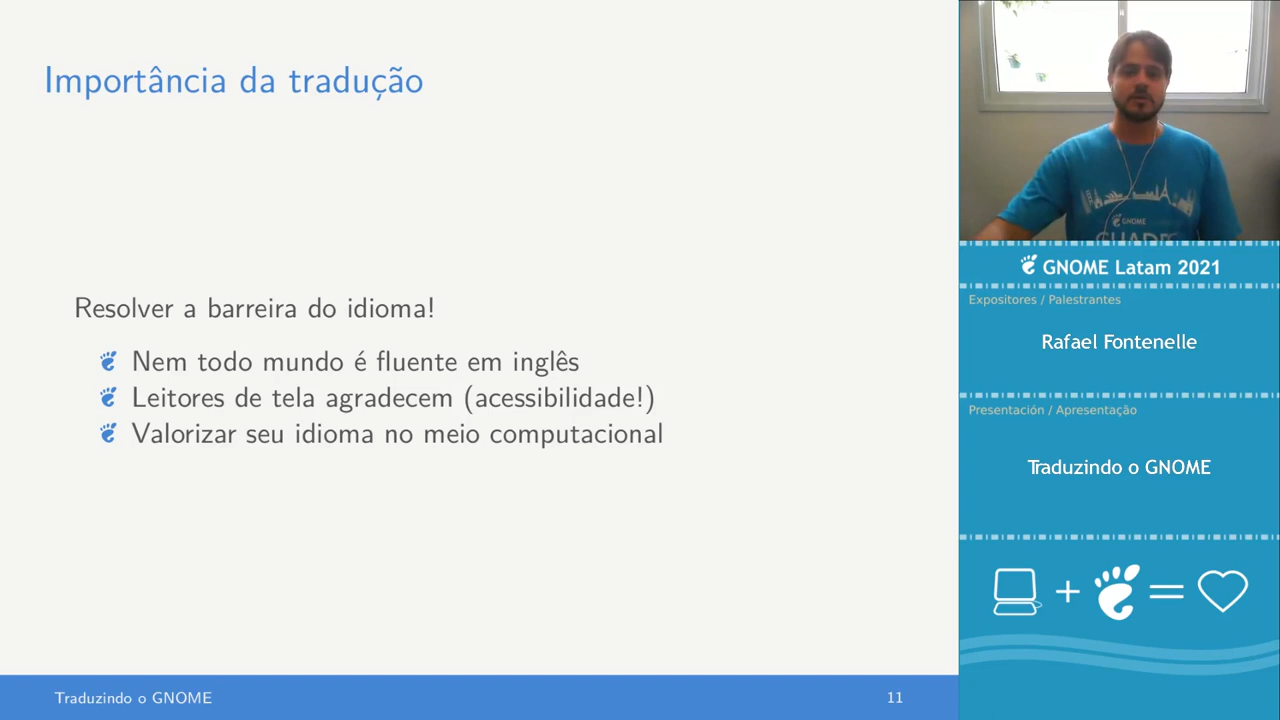 Importância da tradução
Resolver a barreira do idioma!
Nem todo mundo é fluente em inglês
Leitores de tela agradecem (acessibilidade!)
Valorizar seu idioma no meio computacional
Traduzindo o GNOME
11
GNOME
GNOME Latam 2021
Expositores / Palestrantes
Rafael Fontenelle
Presentación / Apresentação
Traduzindo o GNOME
+
=